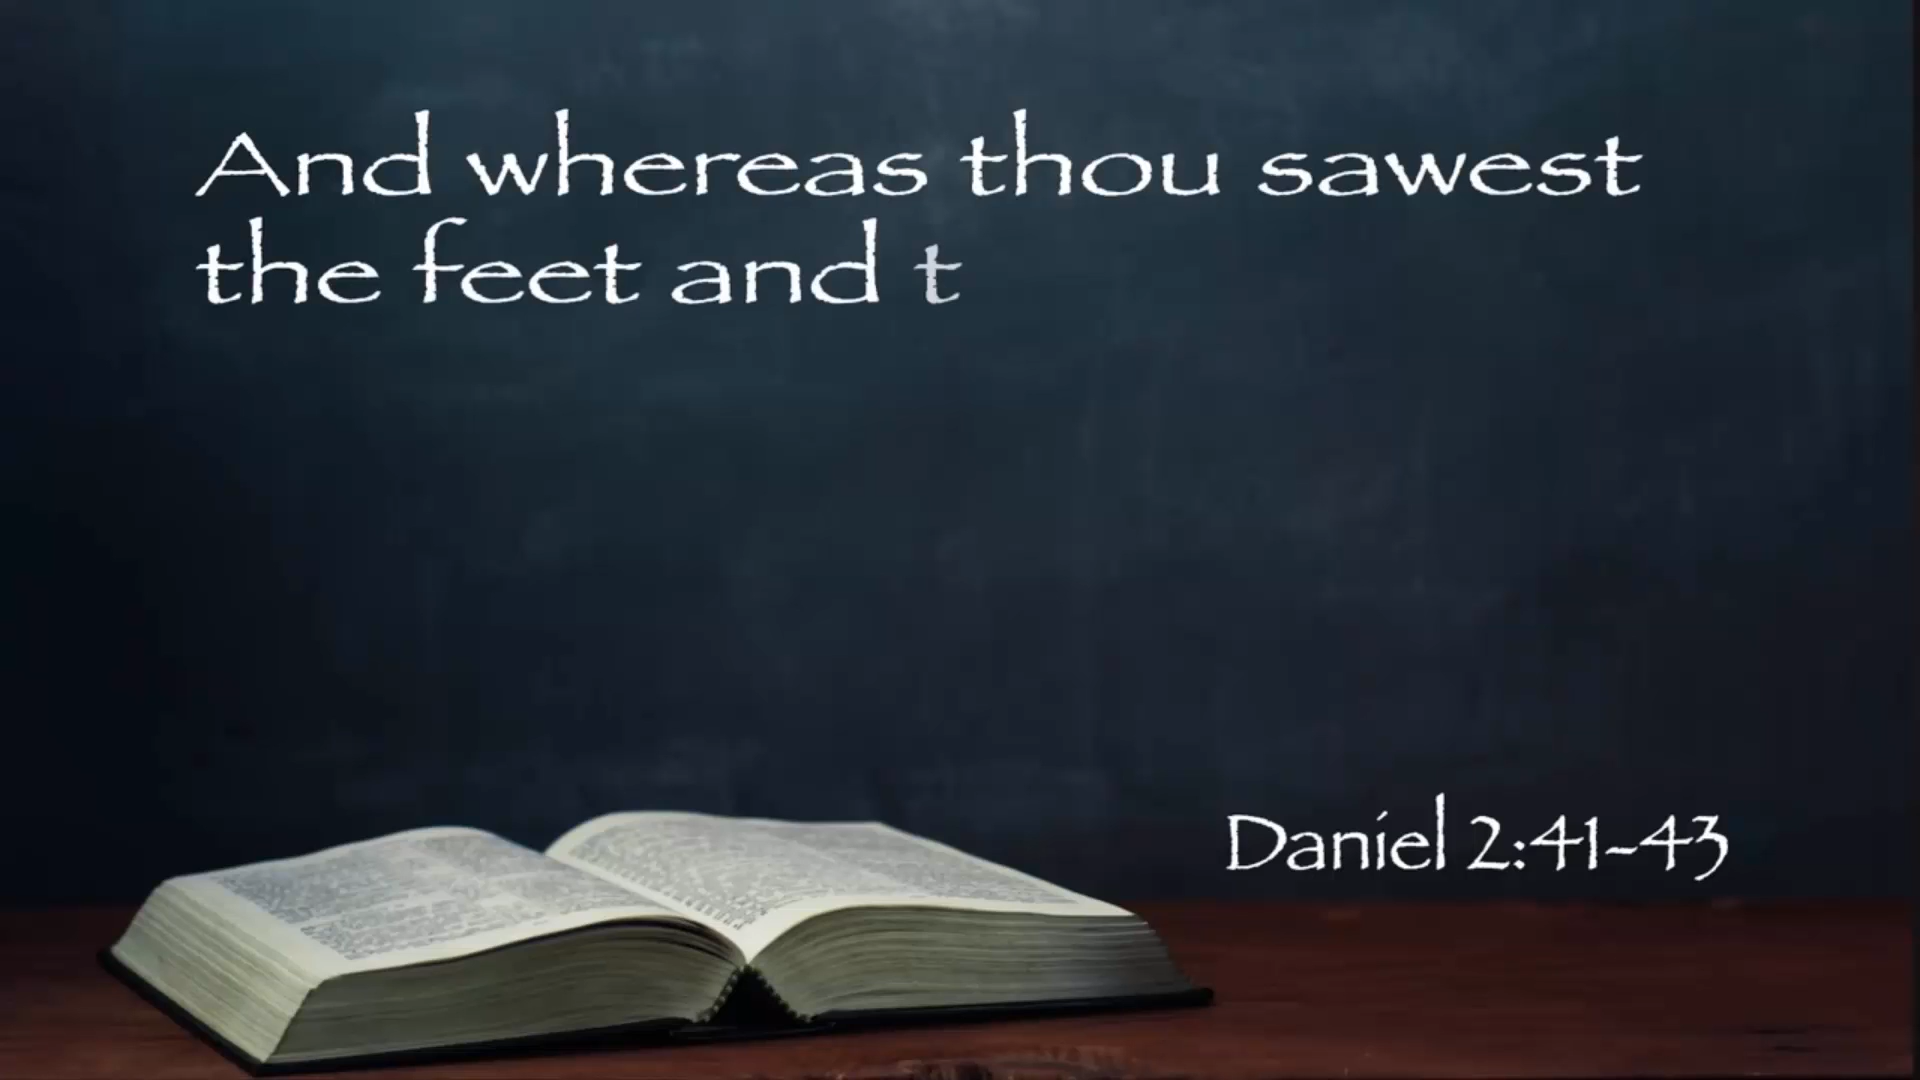 And whereas thou sawest
the feet and t
Daniel 2:41-43